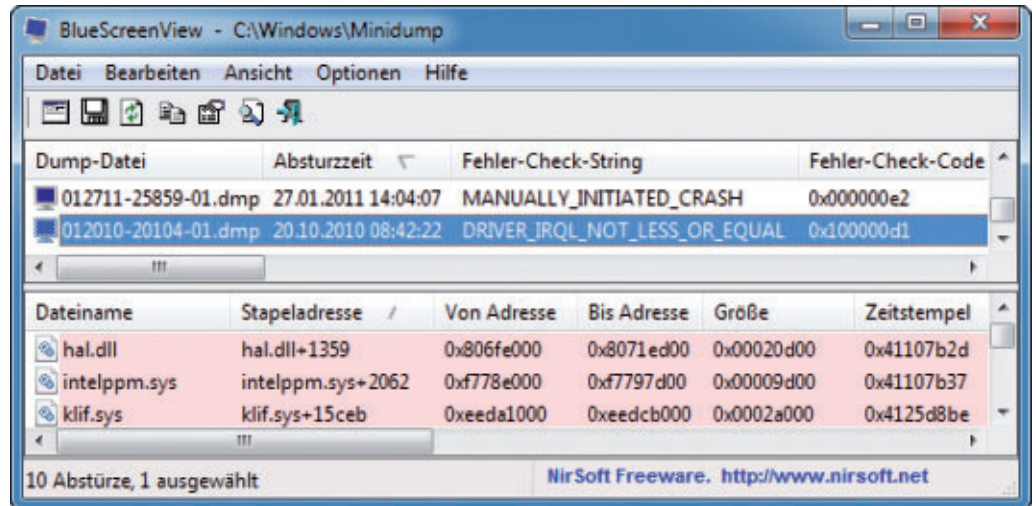 BlueScreenView - C:\Windows\Minidump
Datei Bearbeiten Ansicht Optionen Hilfe
Dump-Datei Absturzzeit Fehler-Check-String Fehler-Check-Code
012711-25859-01.dmp 27.01.2011 14:04:07 MANUALLY_INITIATED_CRASH 0x000000e2
012010-20104-01.dmp 20.10.2010 08:42:22 DRIVER_IRQL_NOT_LESS_OR_EQUAL 0x100000d1
Dateiname Stapeladresse / Von Adresse Bis Adresse Größe Zeitstempel
hal.dll hal.dll+1359 0x806fe000 0x8071ed00 0x00020d00 0x41107b2d
intelppm.sys intelppm.sys+2062 0xf778e000 0xf7797d00 0x00009d00 0x41107b37
klif.sys klif.sys+15ceb 0xeeda1000 0xeedcb000 0x0002a000 0x4125d8be
10 Abstürze, 1 ausgewählt NirSoft Freeware. http://www.nirsoft.net